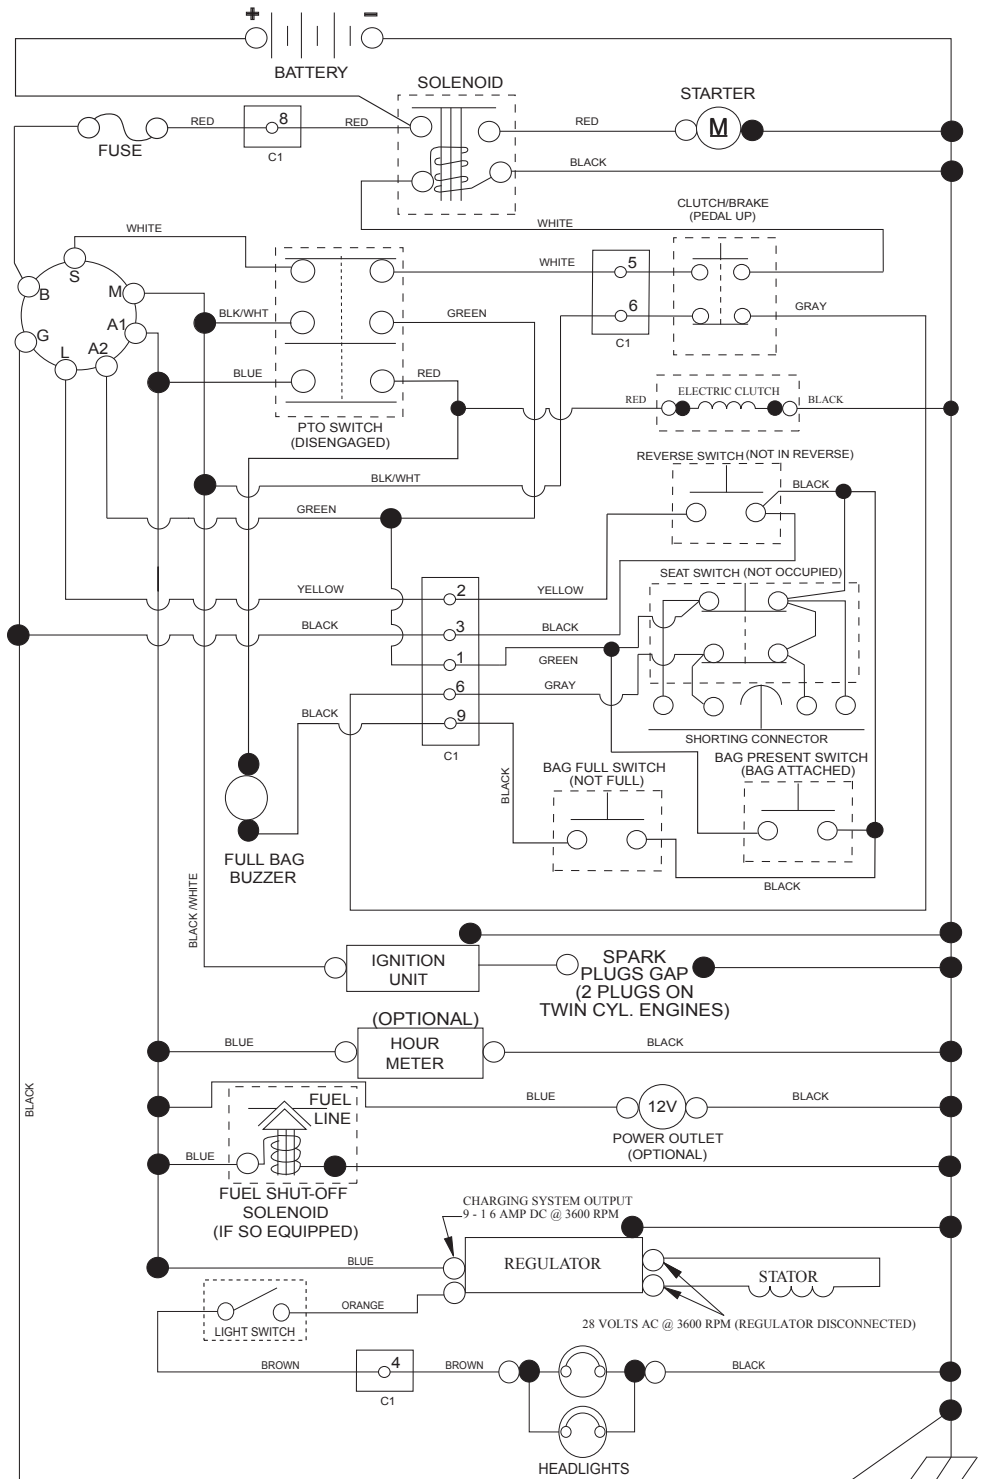 + –
BATTERY
SOLENOID
STARTER
RED
8
RED
RED
M
FUSE
C1
BLACK
CLUTCH/BRAKE
(PEDAL UP)
WHITE
WHITE
WHITE
5
S
B
M
BLK/WHT
GREEN
6
GRAY
G
A1
L
A2
C1
BLUE
RED
ELECTRIC CLUTCH
RED
BLACK
PTO SWITCH
(DISENGAGED)
REVERSE SWITCH (NOT IN REVERSE)
BLK/WHT
BLACK
GREEN
SEAT SWITCH (NOT OCCUPIED)
YELLOW
2
YELLOW
BLACK
3
BLACK
1
GREEN
6
GRAY
BLACK
9
SHORTING CONNECTOR
C1
BAG PRESENT SWITCH
(BAG ATTACHED)
BAG FULL SWITCH
(NOT FULL)
BLACK
FULL BAG
BUZZER
BLACK
BLACK /WHITE
IGNITION
UNIT
SPARK
PLUGS GAP
(2 PLUGS ON
TWIN CYL. ENGINES)
(OPTIONAL)
BLUE
HOUR
METER
BLACK
BLACK
FUEL
LINE
BLUE
12V
BLACK
POWER OUTLET
(OPTIONAL)
BLUE
FUEL SHUT-OFF
SOLENOID
(IF SO EQUIPPED)
CHARGING SYSTEM OUTPUT
9 - 1 6 AMP DC @ 3600 RPM
BLUE
REGULATOR
STATOR
ORANGE
LIGHT SWITCH
28 VOLTS AC @ 3600 RPM (REGULATOR DISCONNECTED)
BROWN
4
BROWN
BLACK
C1
HEADLIGHTS